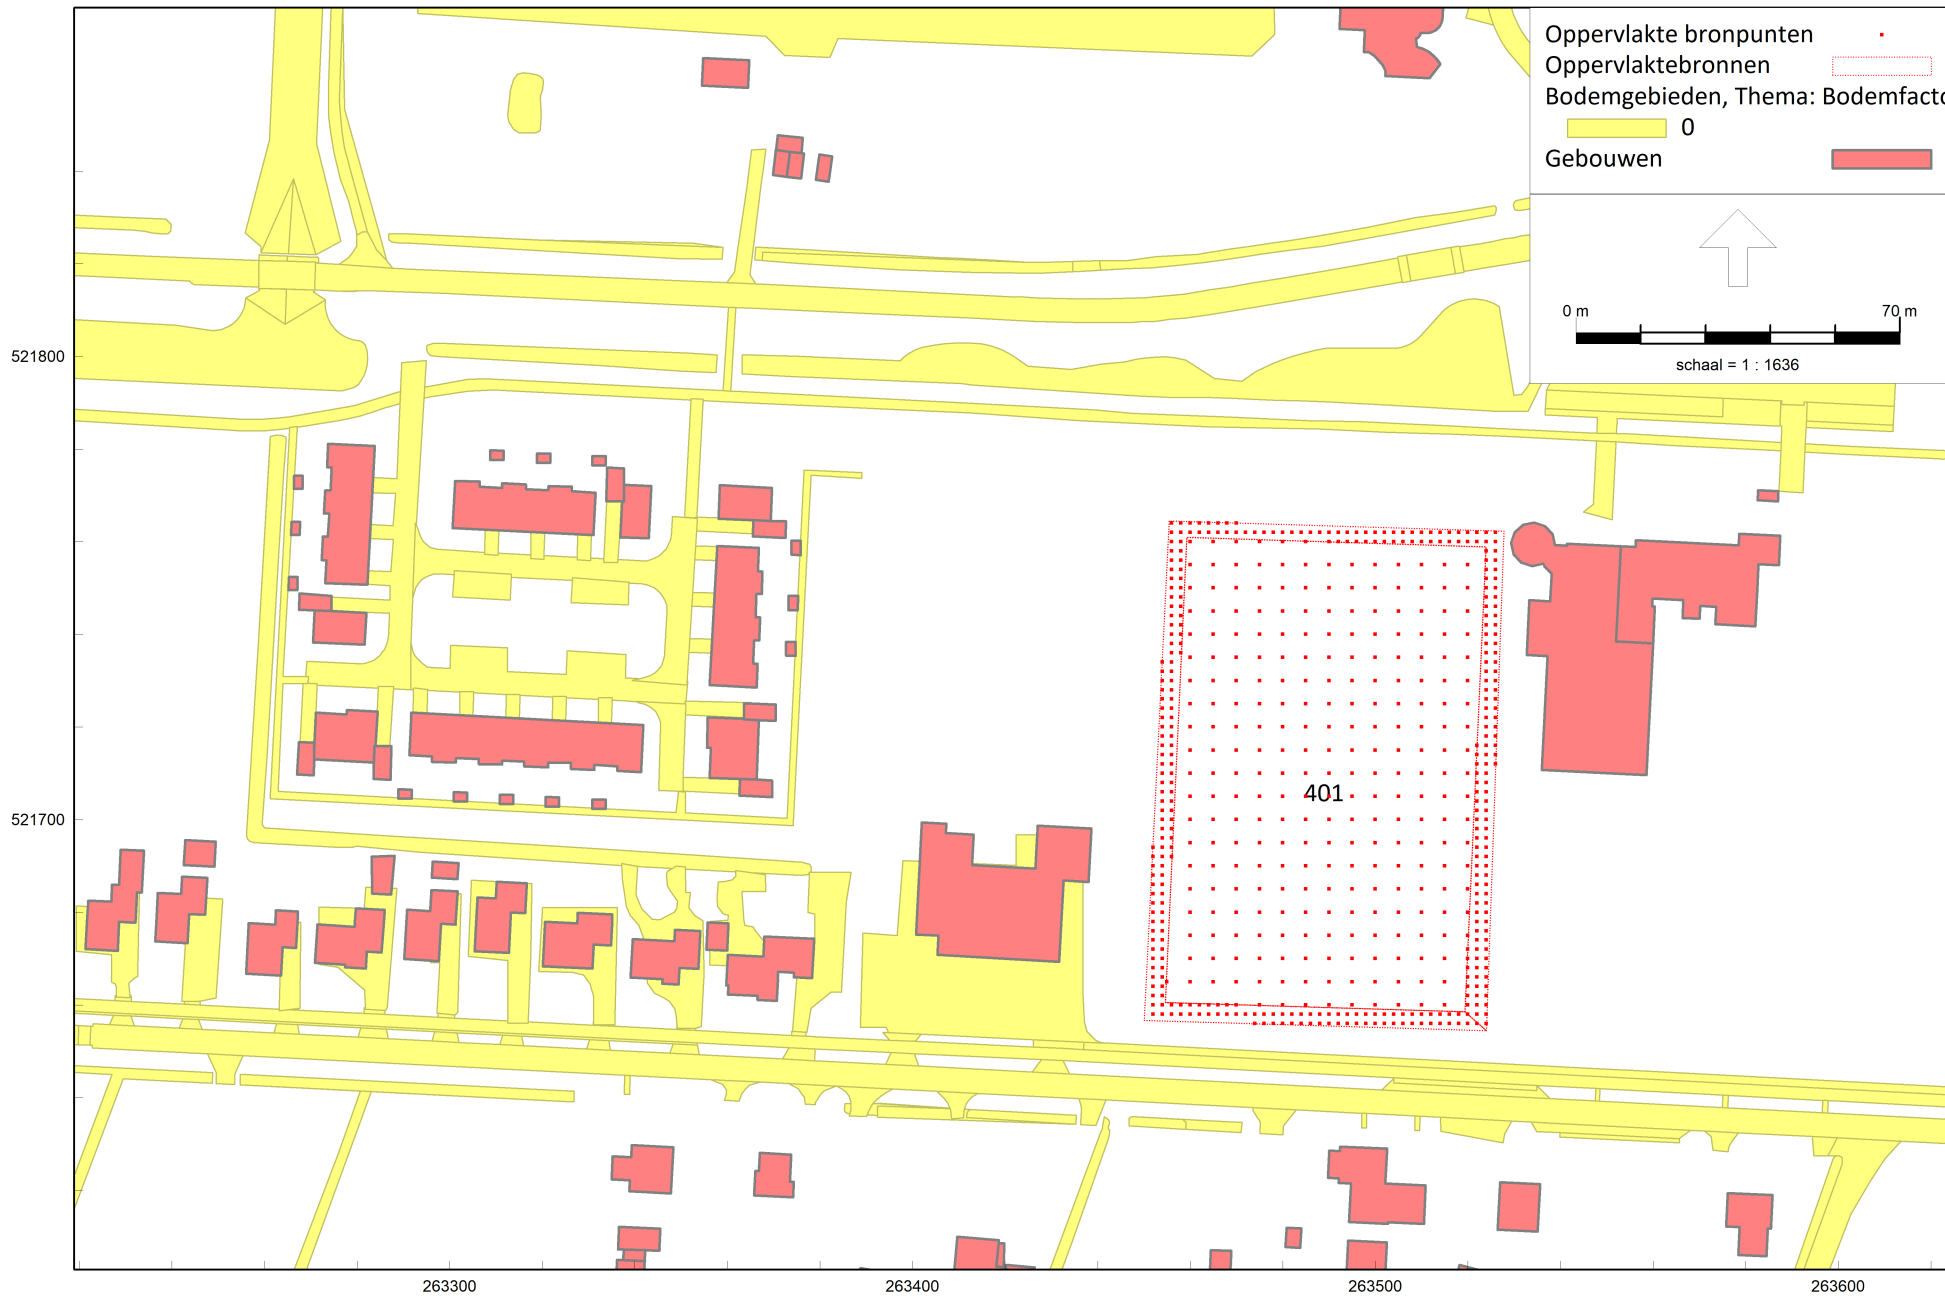 Oppervlakte bronpunten
Oppervlaktebronnen
Bodemgebieden, Thema: Bodemfacto
0
Gebouwen
0 m 70 m
schaal = 1 : 1636
521800
401
521700
263300 263400 263500 263600